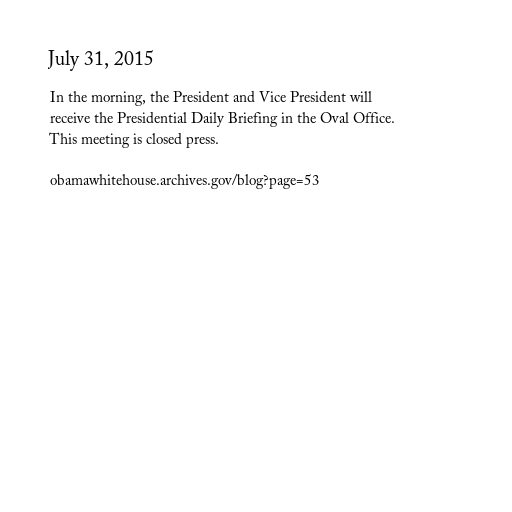 July 31, 2015
In the morning, the President and Vice President will
receive the Presidential Daily Briefing in the Oval Office.
This meeting is closed press.
obamawhitehouse.archives.gov/blog?page=53